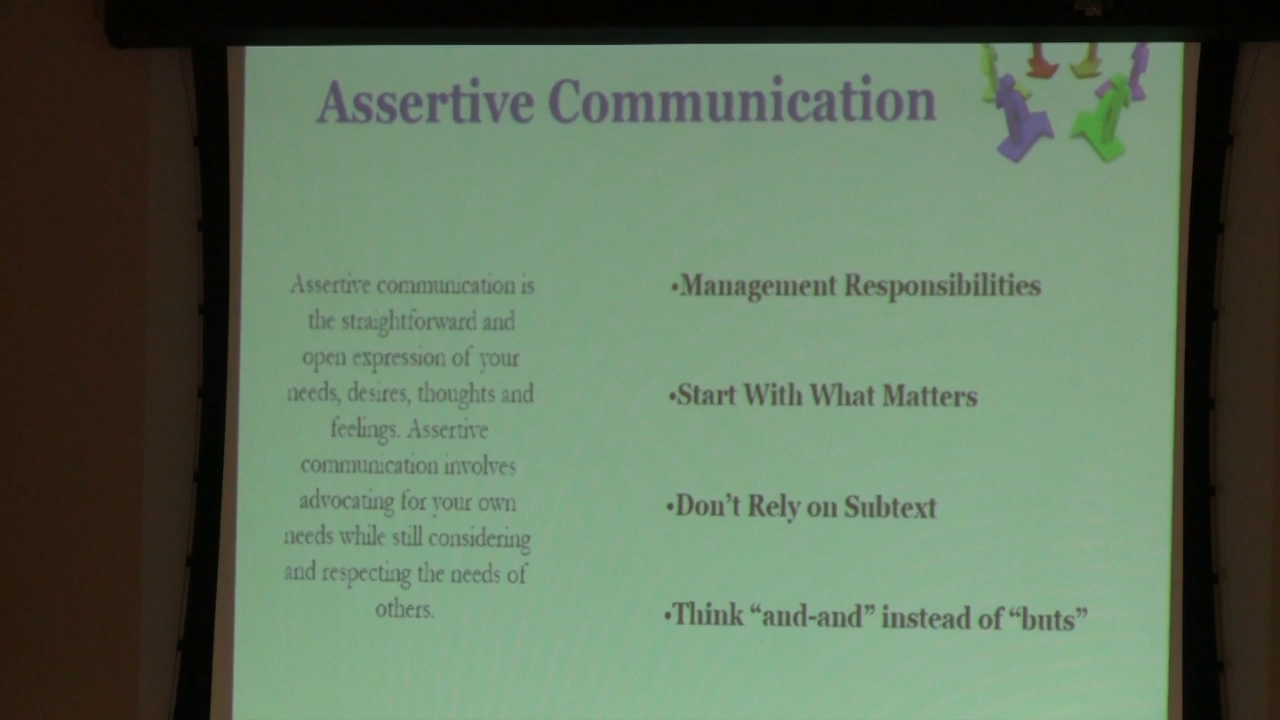 Assertive Communication
Assertive communication is
the straightforward and
open expression of your
needs, desires, thoughts and
feelings. Assertive
communication involves
advocating for your own
needs while still considering
and respecting the needs of
others.
•Management Responsibilities
•Start With What Matters
•Don’t Rely on Subtext
•Think “and-and” instead of “buts”